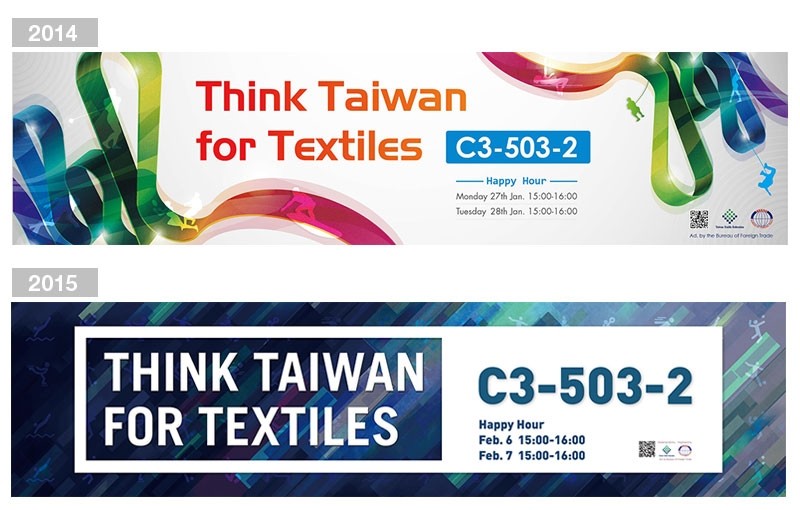 2014
Think Taiwan
for Textiles
C3-503-2
Happy Hour
Monday 27th Jan. 15:00-16:00
Tuesday 28th Jan. 15:00-16:00
Ad. by the Bureau of Foreign Trade
2015
THINK TAIWAN
FOR TEXTILES
C3-503-2
Happy Hour
Feb. 6 15:00-16:00
Feb. 7 15:00-16:00